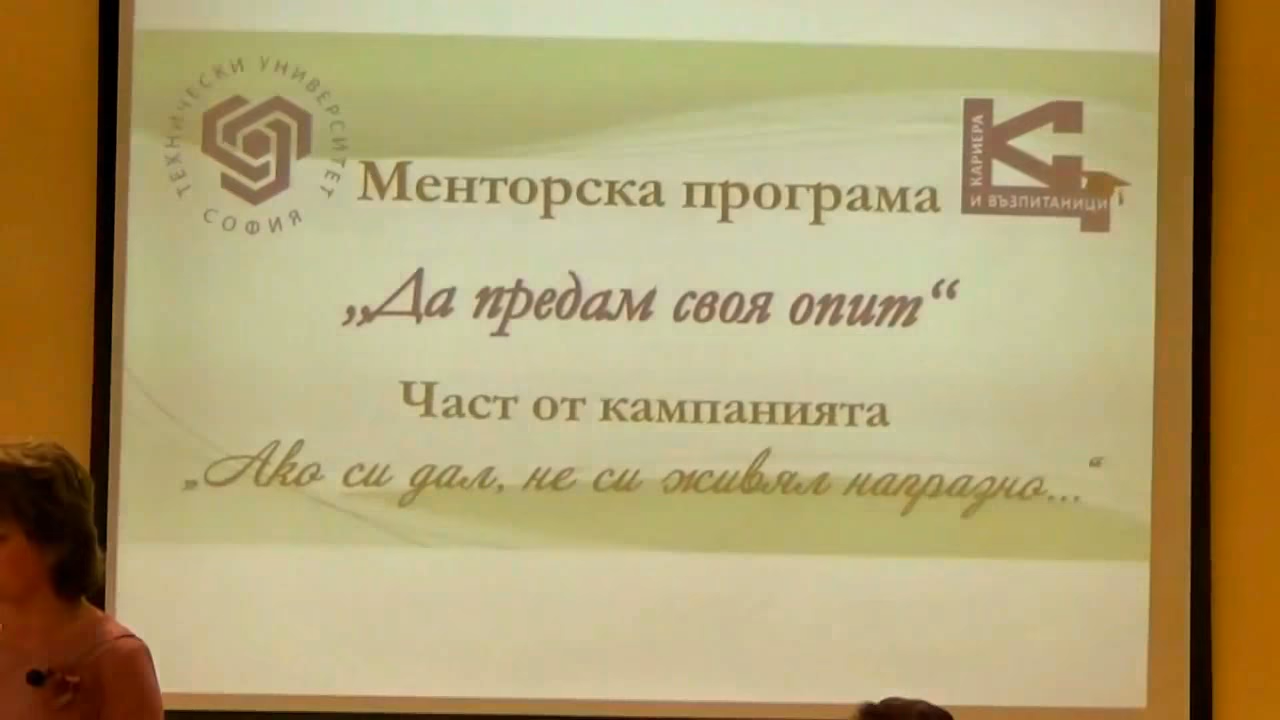 ТЕХНИЧЕСКИ УНИВЕРСИТЕТ
СОФИЯ
КАРИЕРА
И ВЪЗПИТАНИЦИ
Менторска програма
„Да предам своя опит“
Част от кампанията
„Ако си дал, не си живял напразно...“